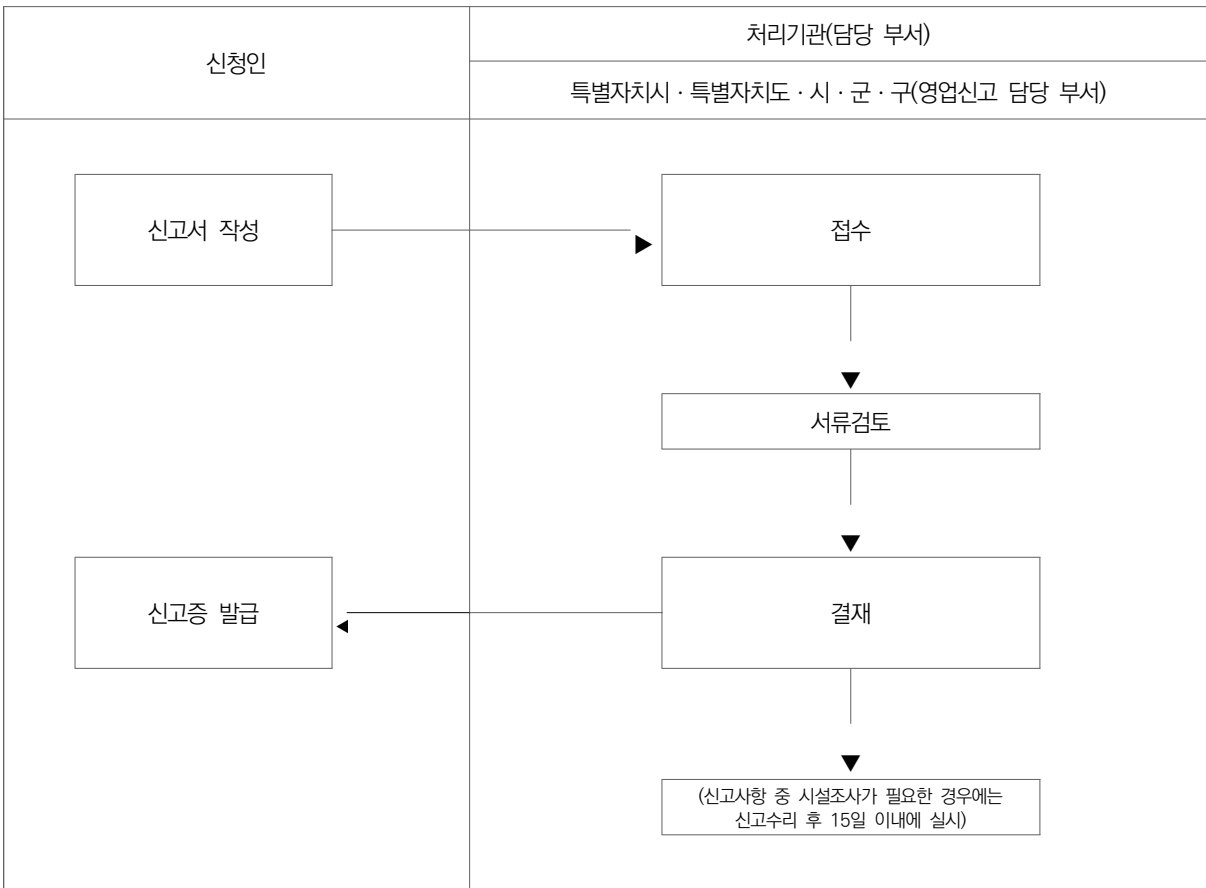 신청인
처리기관(담당 부서)
특별자치시 · 특별자치도 · 시 · 군 · 구(영업신고 담당 부서)
신고서 작성
접수
서류검토
신고증 발급
결재
(신고사항 중 시설조사가 필요한 경우에는
신고수리 후 15일 이내에 실시)